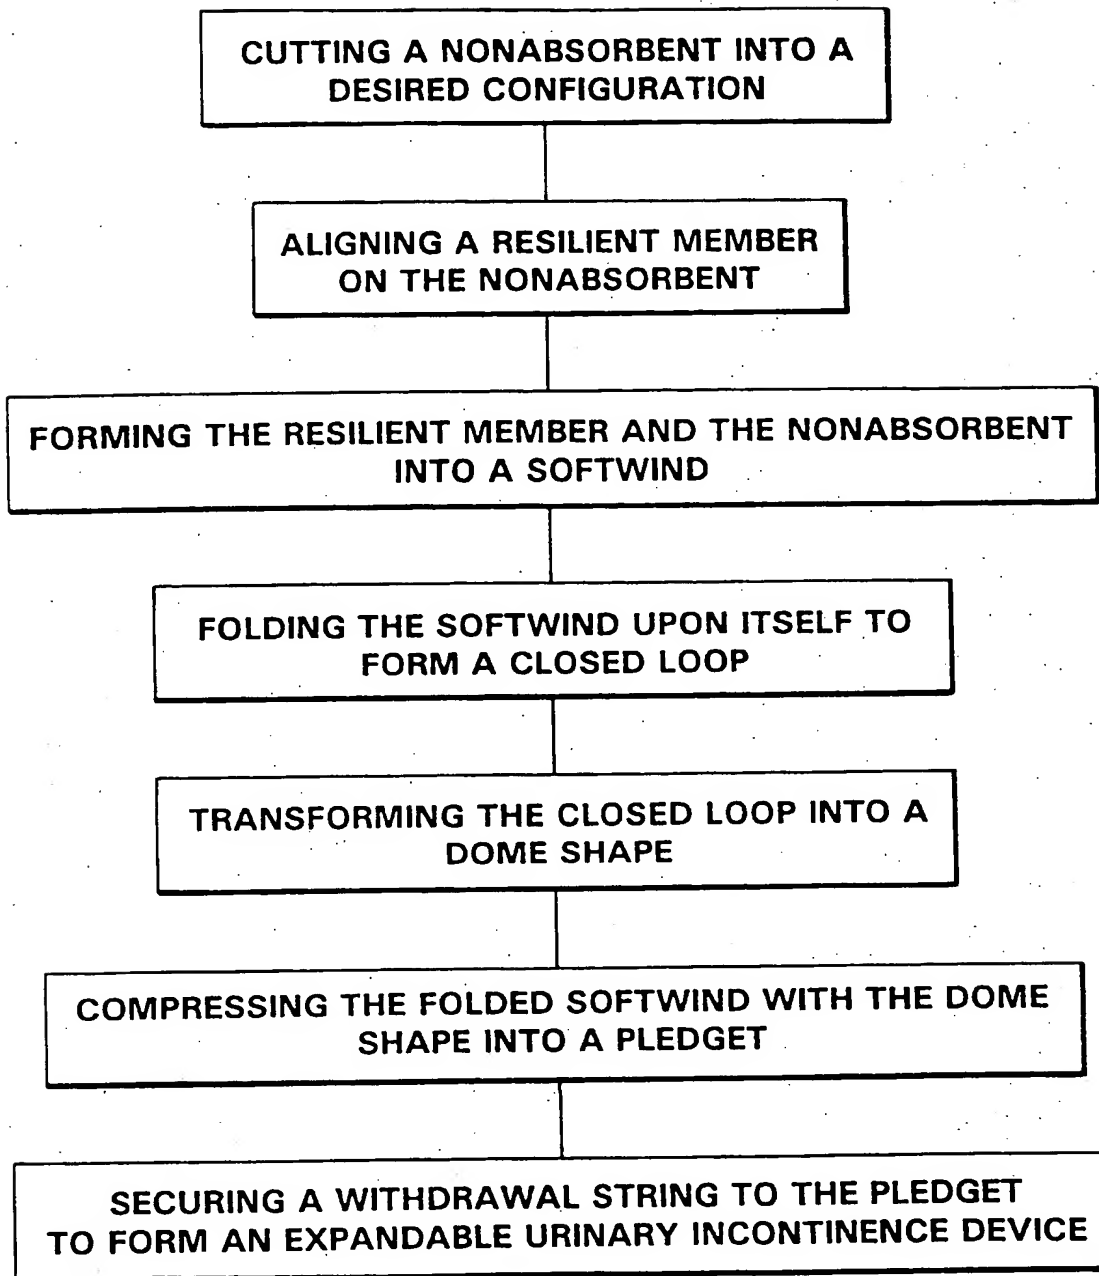 CUTTING A NONABSORBENT INTO A
DESIRED CONFIGURATION
ALIGNING A RESILIENT MEMBER
ON THE NONABSORBENT
FORMING THE RESILIENT MEMBER AND THE NONABSORBENT
INTO A SOFTWIND
FOLDING THE SOFTWIND UPON ITSELF TO
FORM A CLOSED LOOP
TRANSFORMING THE CLOSED LOOP INTO A
DOME SHAPE
COMPRESSING THE FOLDED SOFTWIND WITH THE DOME
SHAPE INTO A PLEDGET
SECURING A WITHDRAWAL STRING TO THE PLEDGET
TO FORM AN EXPANDABLE URINARY INCONTINENCE DEVICE